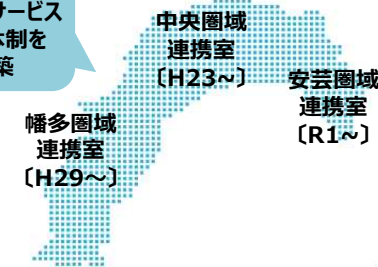 ービス
体制を
築
中央圏域
連携室
〔H23~〕
安芸圏域
連携室
〔R1~〕
幡多圏域
連携室
〔H29～〕